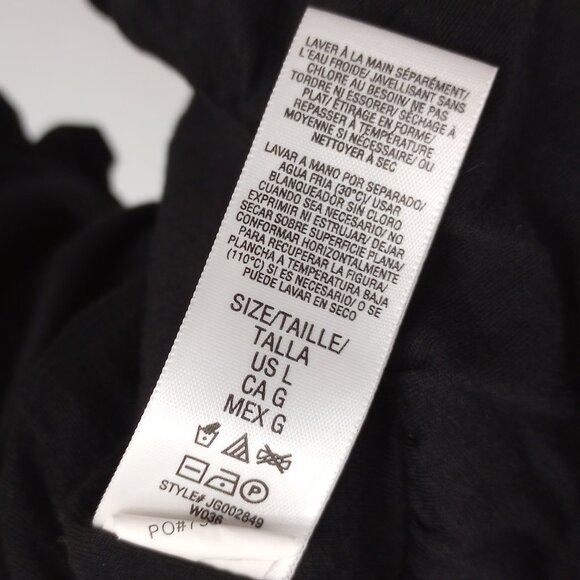 LAVER À LA MAIN SÉPARÉMENT/
L'EAU FROIDE/ JAVELLISANT SANS
CHLORE AU BESOIN/ NE PAS
TORDRE NI ESSORER/ SÉCHAGE À
PLAT/ ÉTIRAGE EN FORME/
REPASSER À TEMPÉRATURE
MOYENNE SI NÉCESSAIRE/ OU
NETTOYER À SEC
LAVAR A MANO POR SEPARADO/
AGUA FRIA (30°C)/ USAR
BLANQUEADOR SIN CLORO
CUANDO SEA NECESARIO/ NO
EXPRIMIR NI ESTRUJAR/ DEJAR
SECAR SOBRE SUPERFICIE PLANA/
CONFORMAR HORIZONTALMENTE
PARA RECUPERAR LA FIGURA/
PLANCHA À TEMPERATURA BAJA
(110°C) SI ES NECESARIO/ O SE
PUEDE LAVAR EN SECO
SIZE/TAILLE/
TALLA
US L
CA G
MEX G
P
STYLE# JG002849
W036
PO#